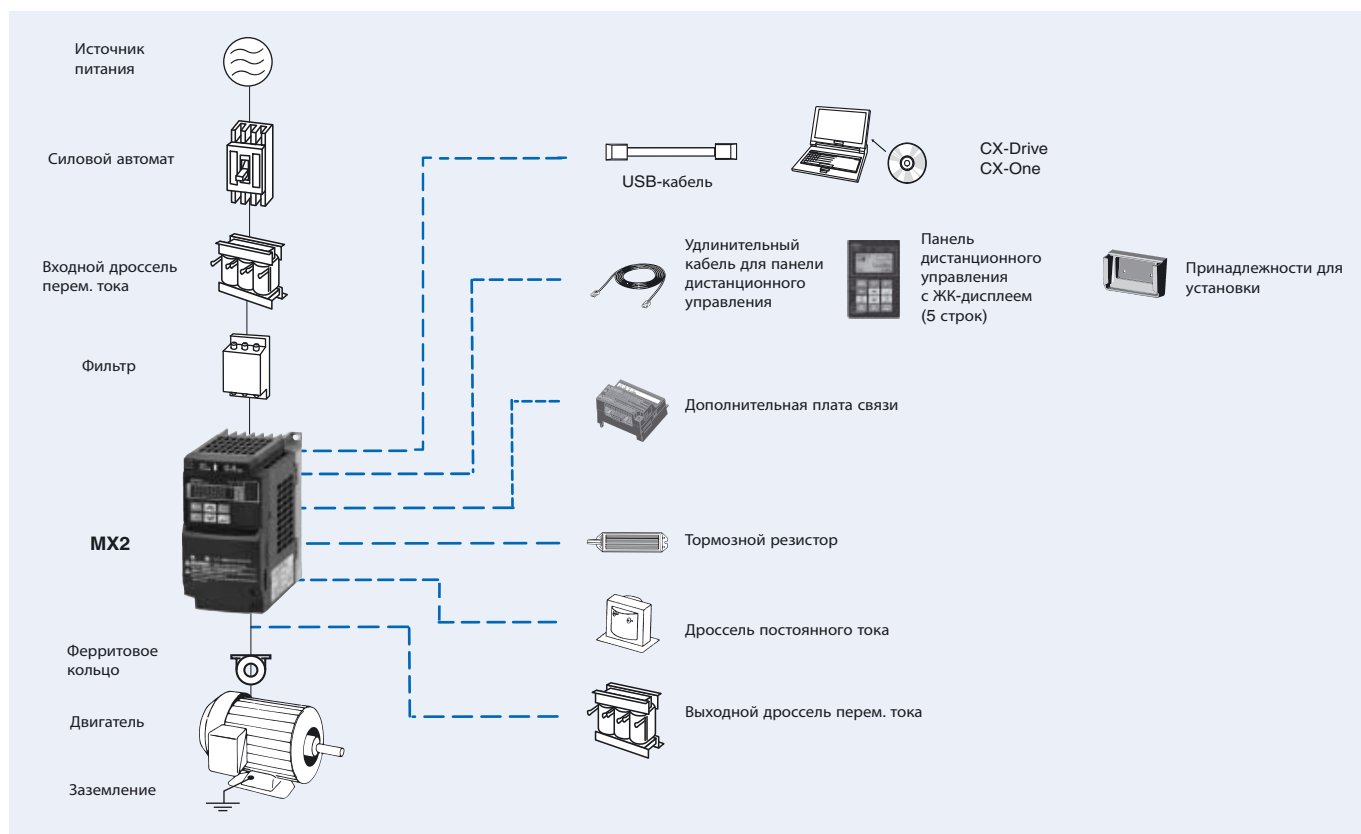 Источник
питания
Силовой автомат
USB-кабель
CX-Drive
CX-One
Входной дроссель
перем. тока
Удлинительный
кабель для панели
дистанционного
управления
Панель
дистанционного
управления
с ЖК-дисплеем
(5 строк)
Принадлежности для
установки
Фильтр
Дополнительная плата связи
MX2
Тормозной резистор
Дроссель постоянного тока
Ферритовое
кольцо
Двигатель
Выходной дроссель перем. тока
Заземление